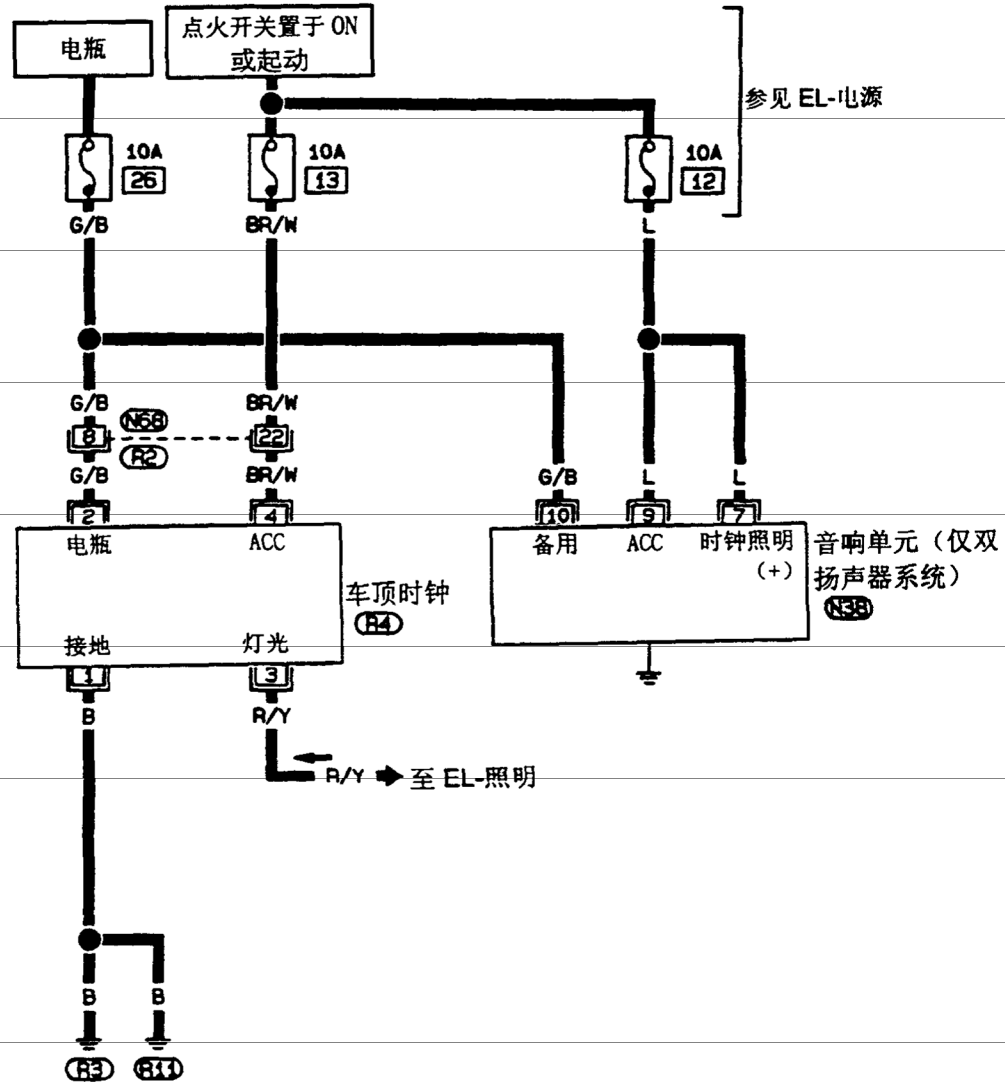 电瓶
点火开关置于 ON
或起动
参见 EL-电源
10A
26
10A
13
10A
12
G/B
BR/W
L
G/B
BR/W
N68
8
22
R2
G/B
BR/W
G/B
L
L
2
4
10
9
7
电瓶
ACC
备用
ACC
时钟照明
(+)
音响单元（仅双
扬声器系统）
N38
车顶时钟
R4
接地
灯光
1
3
B
R/Y
R/Y
至 EL-照明
B
B
R3
R11